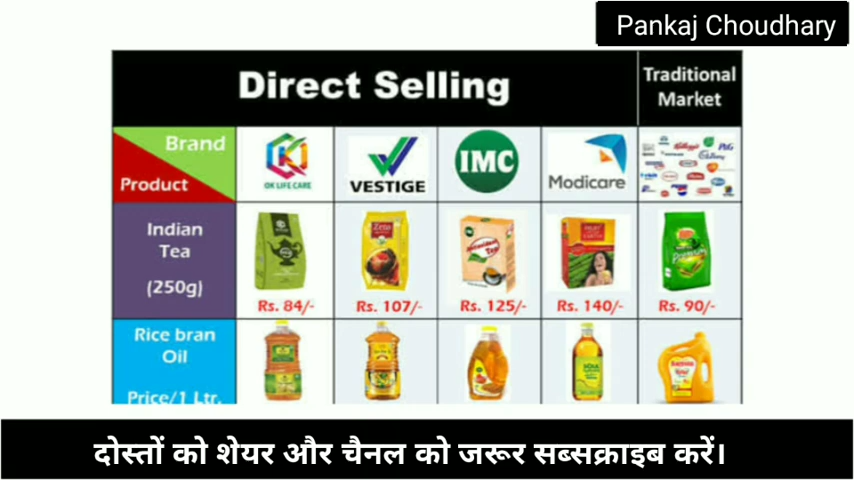 Pankaj Choudhary
Direct Selling
Traditional
Market
Brand
Product
OK LIFE CARE
VESTIGE
IMC
Modicare
Indian
Tea
(250g)
Rs. 84/-
Rs. 107/-
Rs. 125/-
Rs. 140/-
Rs. 90/-
Rice bran
Oil
Price/1 Ltr.
दोस्तों को शेयर और चैनल को जरूर सब्सक्राइब करें।